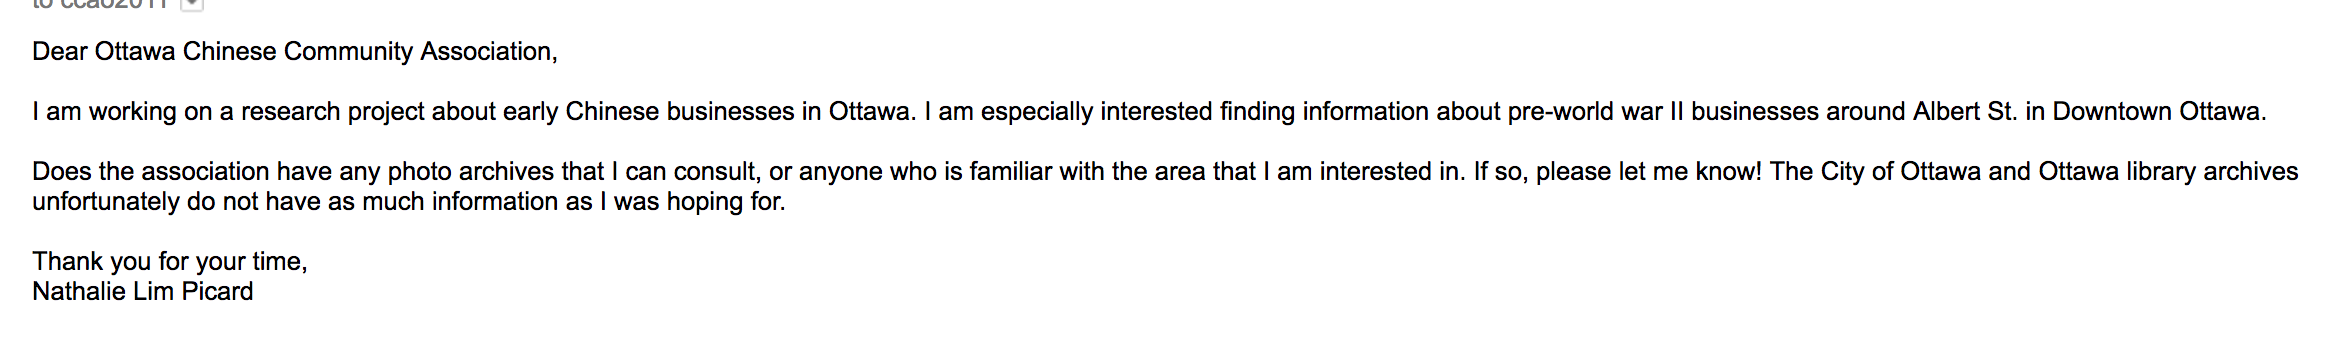 to ccao2011
Dear Ottawa Chinese Community Association,
I am working on a research project about early Chinese businesses in Ottawa. I am especially interested finding information about pre-world war II businesses around Albert St. in Downtown Ottawa.
Does the association have any photo archives that I can consult, or anyone who is familiar with the area that I am interested in. If so, please let me know! The City of Ottawa and Ottawa library archives
unfortunately do not have as much information as I was hoping for.
Thank you for your time,
Nathalie Lim Picard